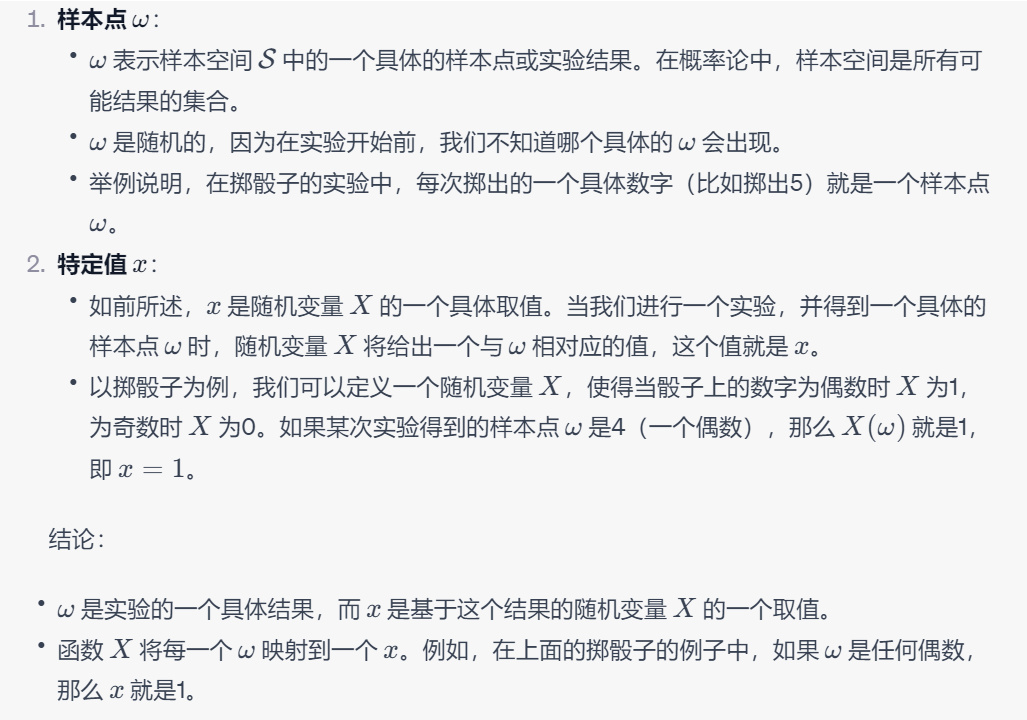 1. 样本点 ω：
• ω 表示样本空间 𝒮 中的一个具体的样本点或实验结果。在概率论中，样本空间是所有可
能结果的集合。
• ω 是随机的，因为在实验开始前，我们不知道哪个具体的 ω 会出现。
• 举例说明，在掷骰子的实验中，每次掷出的一个具体数字（比如掷出5）就是一个样本点
ω。
2. 特定值 x：
• 如前所述，x 是随机变量 X 的一个具体取值。当我们进行一个实验，并得到一个具体的
样本点 ω 时，随机变量 X 将给出一个与 ω 相对应的值，这个值就是 x。
• 以掷骰子为例，我们可以定义一个随机变量 X，使得当骰子上的数字为偶数时 X 为1，
为奇数时 X 为0。如果某次实验得到的样本点 ω 是4（一个偶数），那么 X(ω) 就是1，
即 x = 1。
结论：
• ω 是实验的一个具体结果，而 x 是基于这个结果的随机变量 X 的一个取值。
• 函数 X 将每一个 ω 映射到一个 x。例如，在上面的掷骰子的例子中，如果 ω 是任何偶数，
那么 x 就是1。